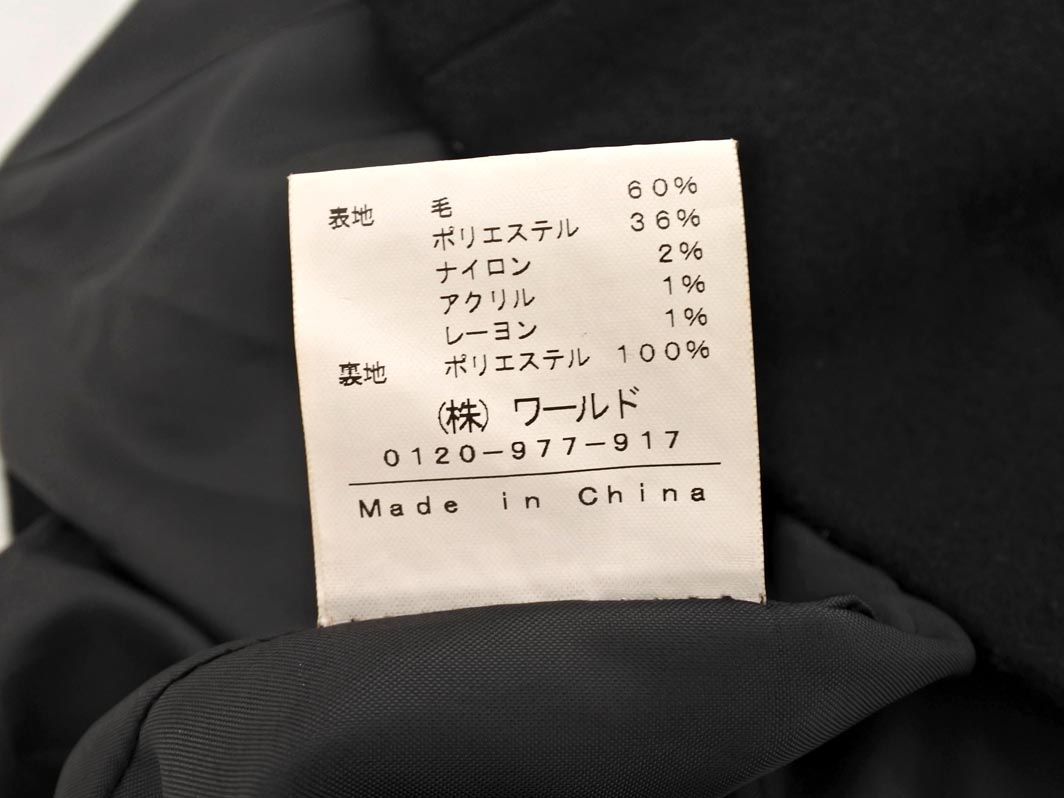 表地 毛 60%
ポリエステル 36%
ナイロン 2%
アクリル 1%
レーヨン 1%
裏地 ポリエステル 100%
(株) ワールド
0120-977-917
Made in China